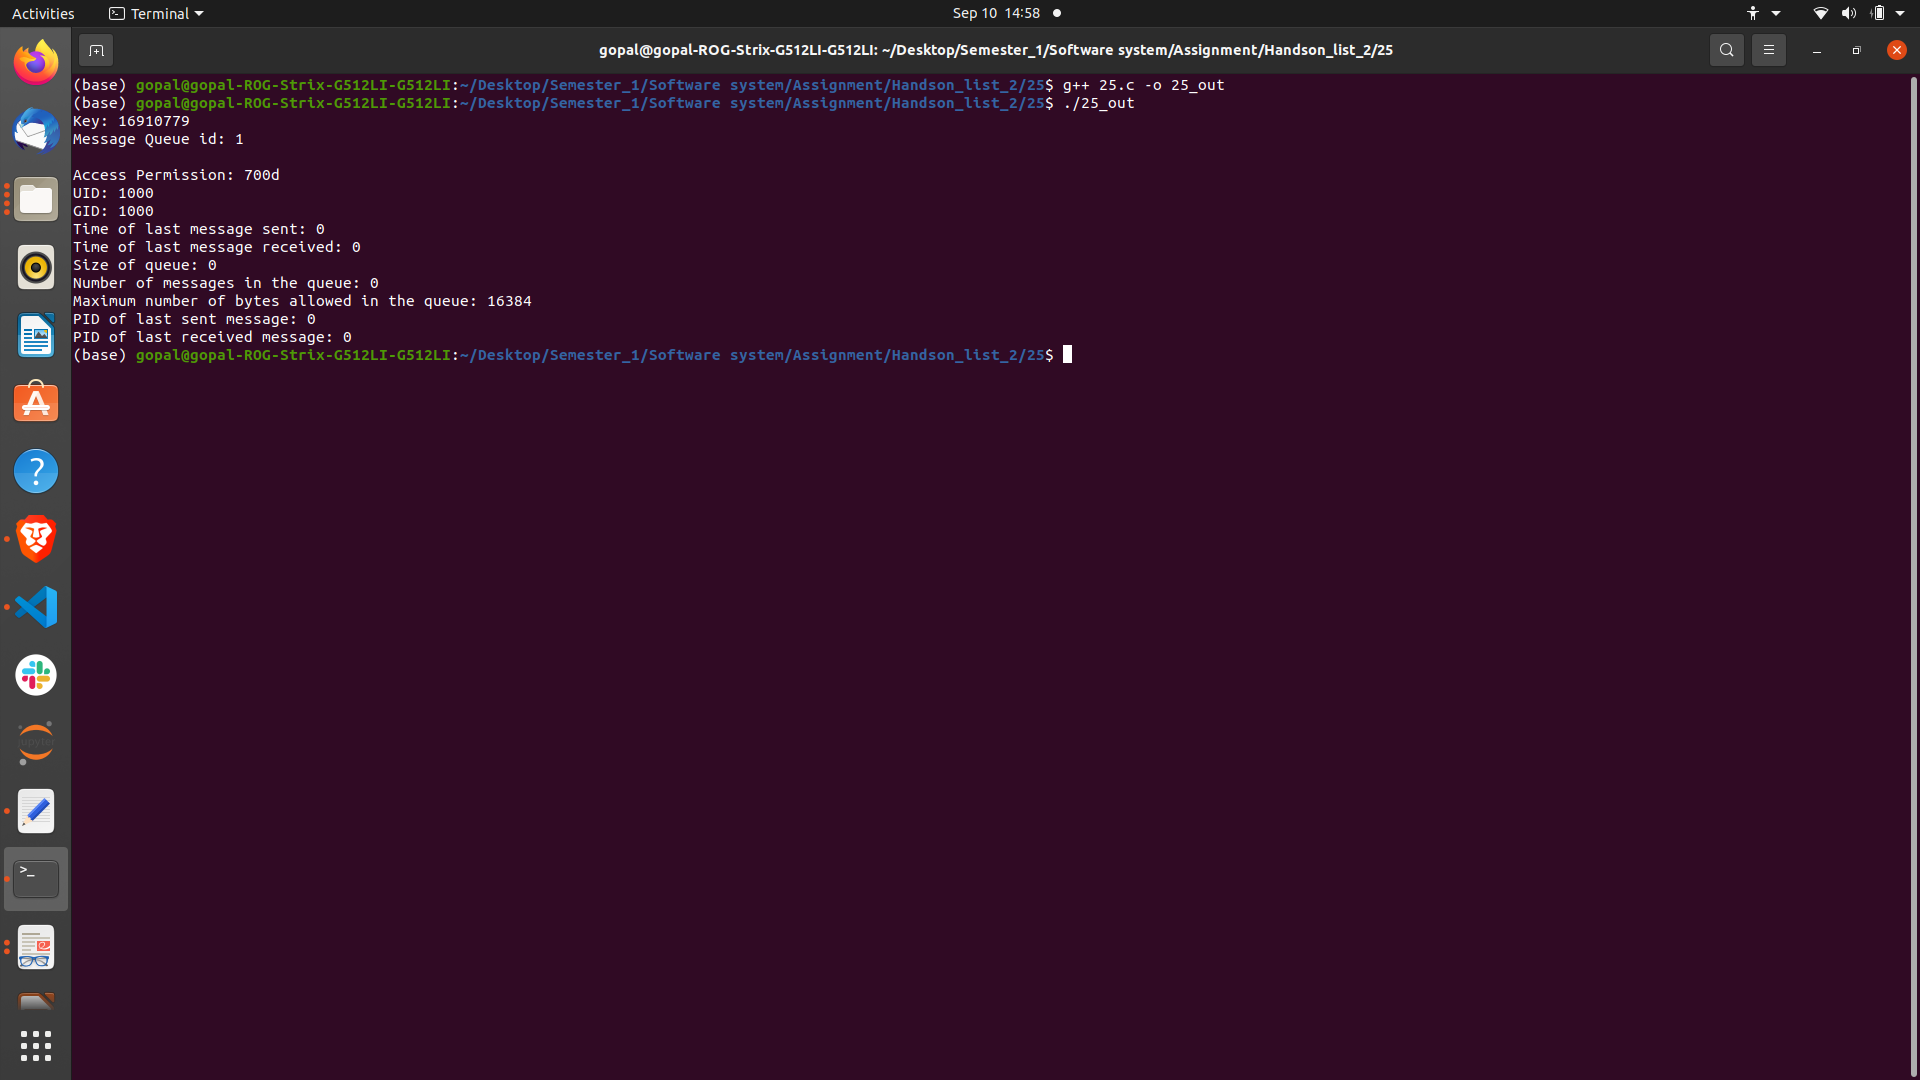 Activities Terminal Sep 10 14:58
gopal@gopal-ROG-Strix-G512LI-G512LI: ~/Desktop/Semester_1/Software system/Assignment/Handson_list_2/25
(base) gopal@gopal-ROG-Strix-G512LI-G512LI:~/Desktop/Semester_1/Software system/Assignment/Handson_list_2/25$ g++ 25.c -o 25_out
(base) gopal@gopal-ROG-Strix-G512LI-G512LI:~/Desktop/Semester_1/Software system/Assignment/Handson_list_2/25$ ./25_out
Key: 16910779
Message Queue id: 1
Access Permission: 700d
UID: 1000
GID: 1000
Time of last message sent: 0
Time of last message received: 0
Size of queue: 0
Number of messages in the queue: 0
Maximum number of bytes allowed in the queue: 16384
PID of last sent message: 0
PID of last received message: 0
(base) gopal@gopal-ROG-Strix-G512LI-G512LI:~/Desktop/Semester_1/Software system/Assignment/Handson_list_2/25$